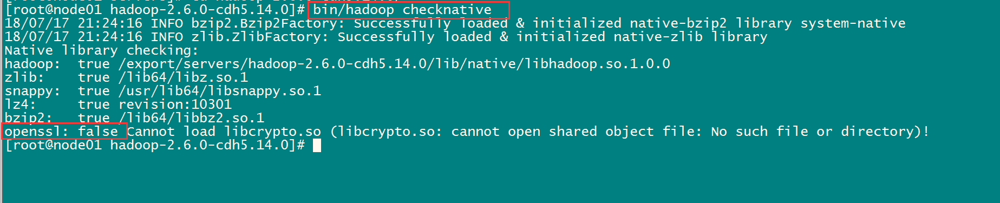 [root@node01 hadoop-2.6.0-cdh5.14.0]# bin/hadoop checknative
18/07/17 21:24:16 INFO bzip2.Bzip2Factory: Successfully loaded & initialized native-bzip2 library system-native
18/07/17 21:24:16 INFO zlib.ZlibFactory: Successfully loaded & initialized native-zlib library
Native library checking:
hadoop:  true /export/servers/hadoop-2.6.0-cdh5.14.0/lib/native/libhadoop.so.1.0.0
zlib:    true /lib64/libz.so.1
snappy:  true /usr/lib64/libsnappy.so.1
lz4:     true revision:10301
bzip2:   true /lib64/libbz2.so.1
openssl: false Cannot load libcrypto.so (libcrypto.so: cannot open shared object file: No such file or directory)!
[root@node01 hadoop-2.6.0-cdh5.14.0]#